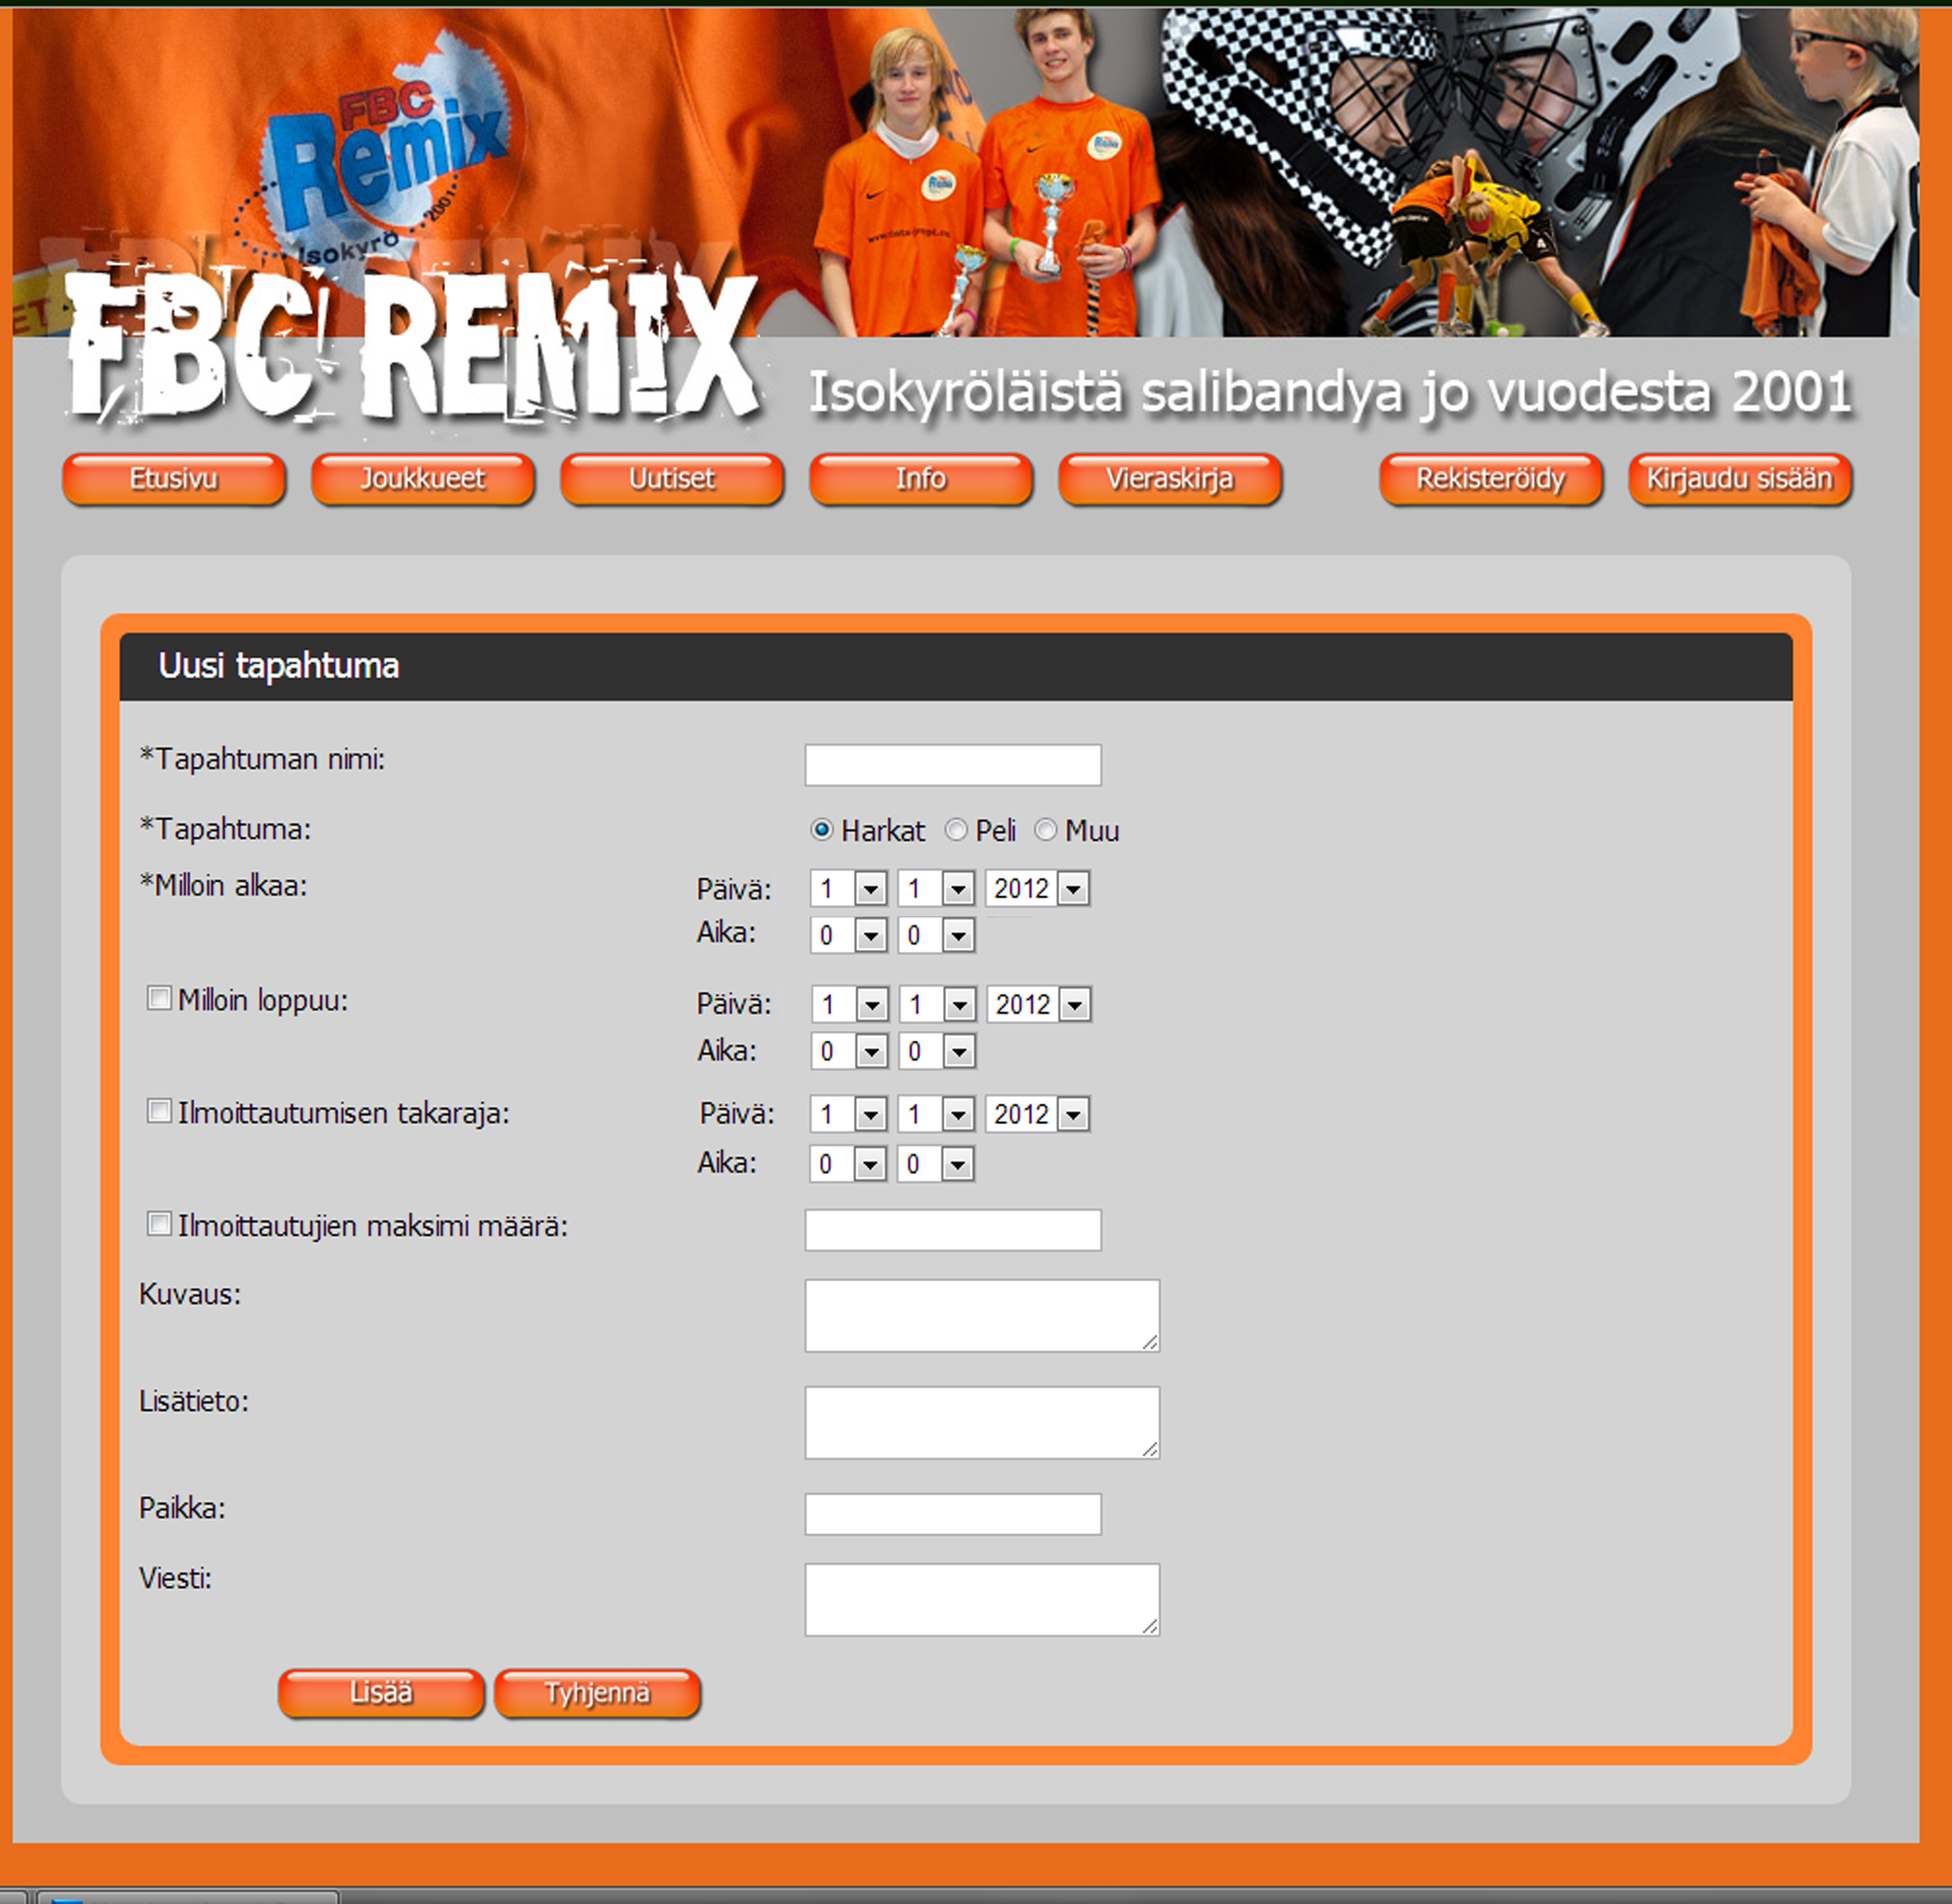 FBC
Remix
2001
Isokyrö
ET
FBC REMIX
Isokyröläistä salibandya jo vuodesta 2001
Etusivu Joukkueet Uutiset Info Vieraskirja Rekisteröidy Kirjaudu sisään
Uusi tapahtuma
*Tapahtuman nimi:
*Tapahtuma: Harkat Peli Muu
*Milloin alkaa: Päivä: 1 1 2012
Aika: 0 0
Milloin loppuu: Päivä: 1 1 2012
Aika: 0 0
Ilmoittautumisen takaraja: Päivä: 1 1 2012
Aika: 0 0
Ilmoittautujien maksimi määrä:
Kuvaus:
Lisätieto:
Paikka:
Viesti:
Lisää Tyhjennä